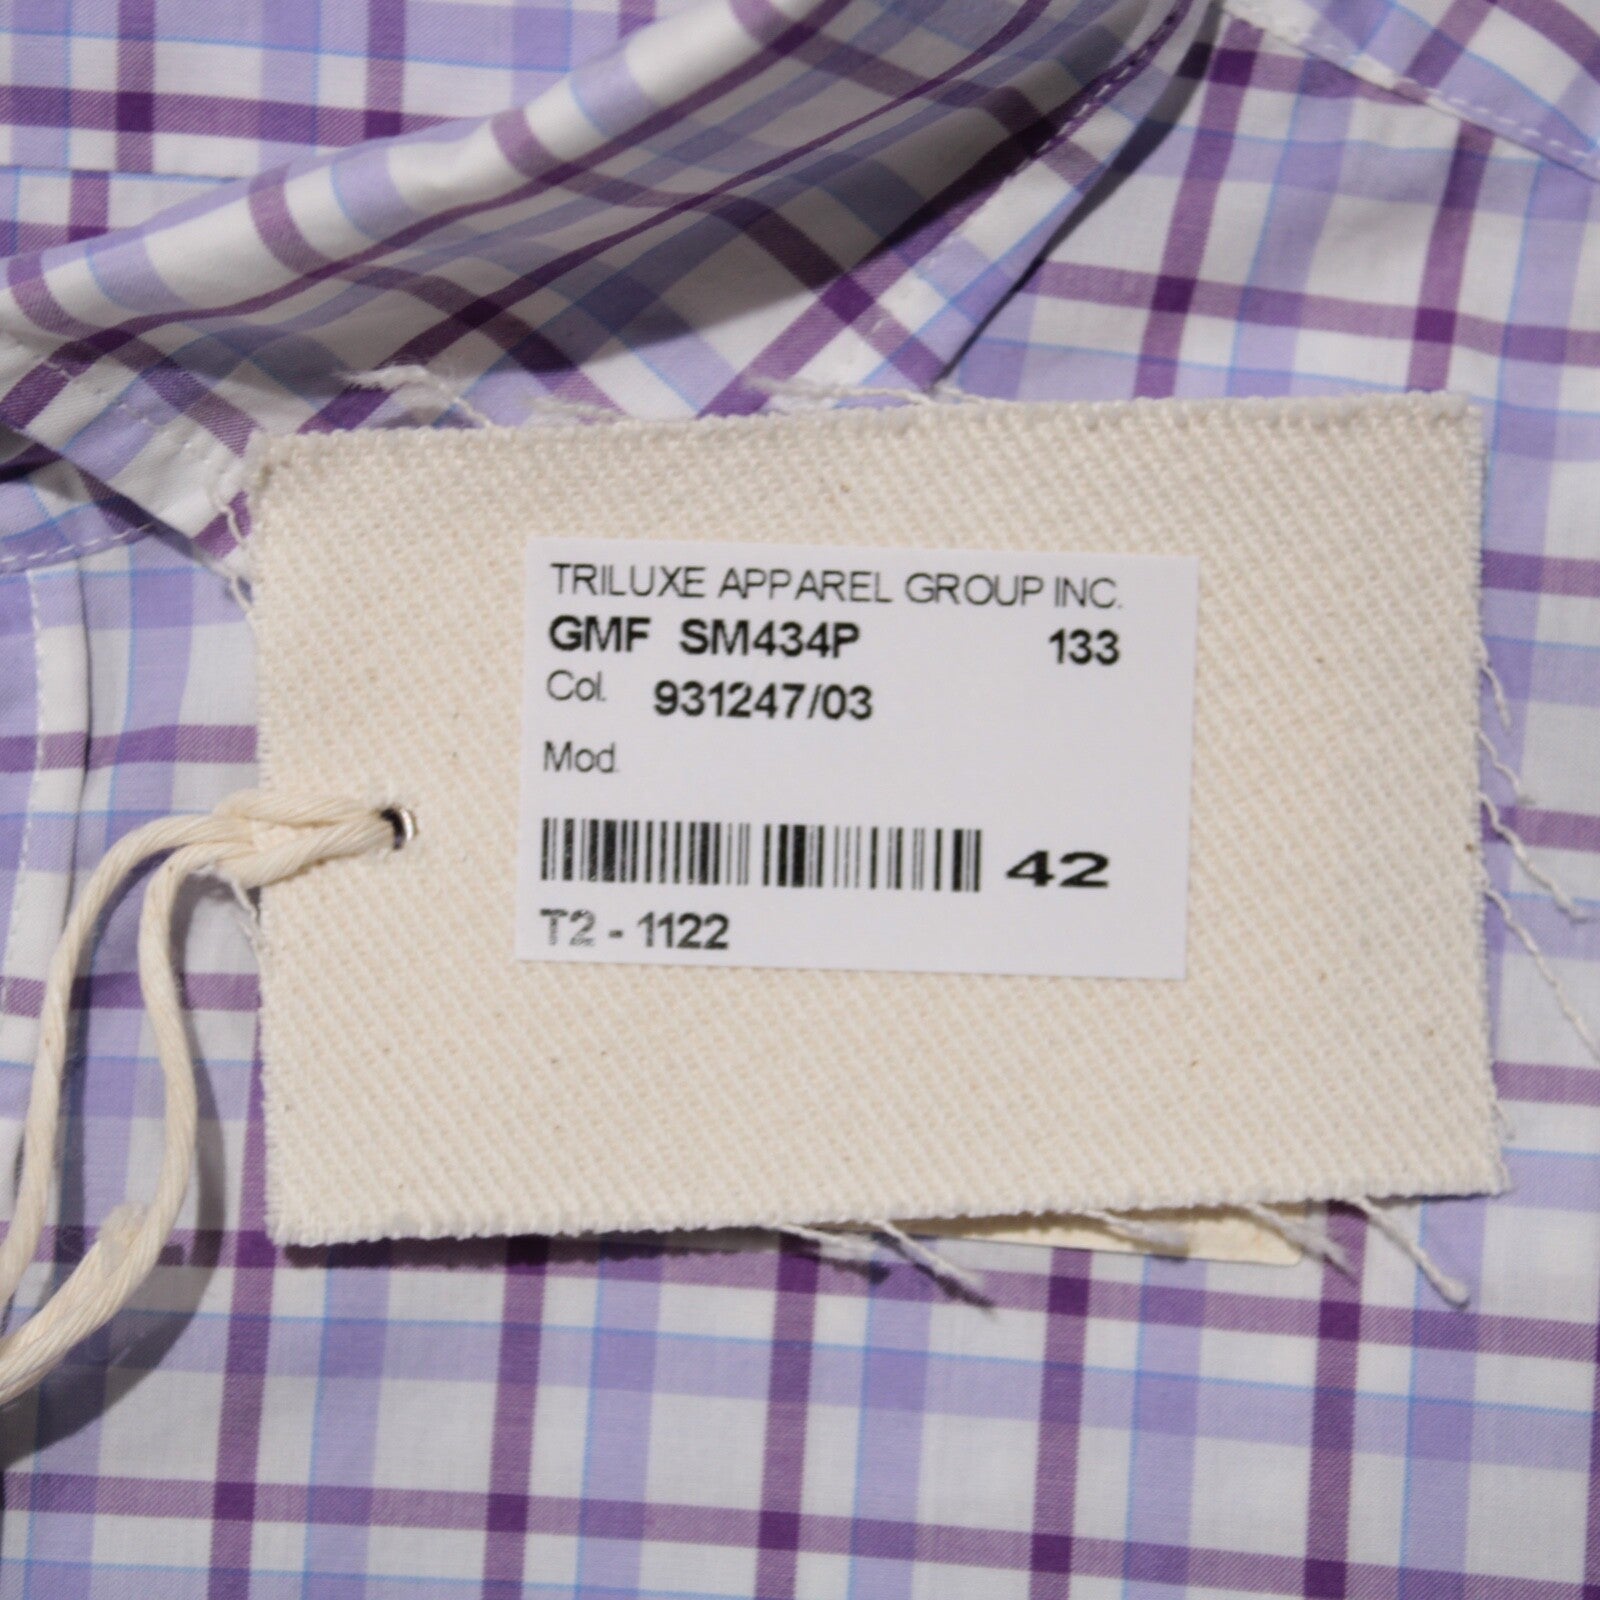 TRILUXE APPAREL GROUP INC.
GMF SM434P 133
Col. 931247/03
Mod.
42
T2 - 1122